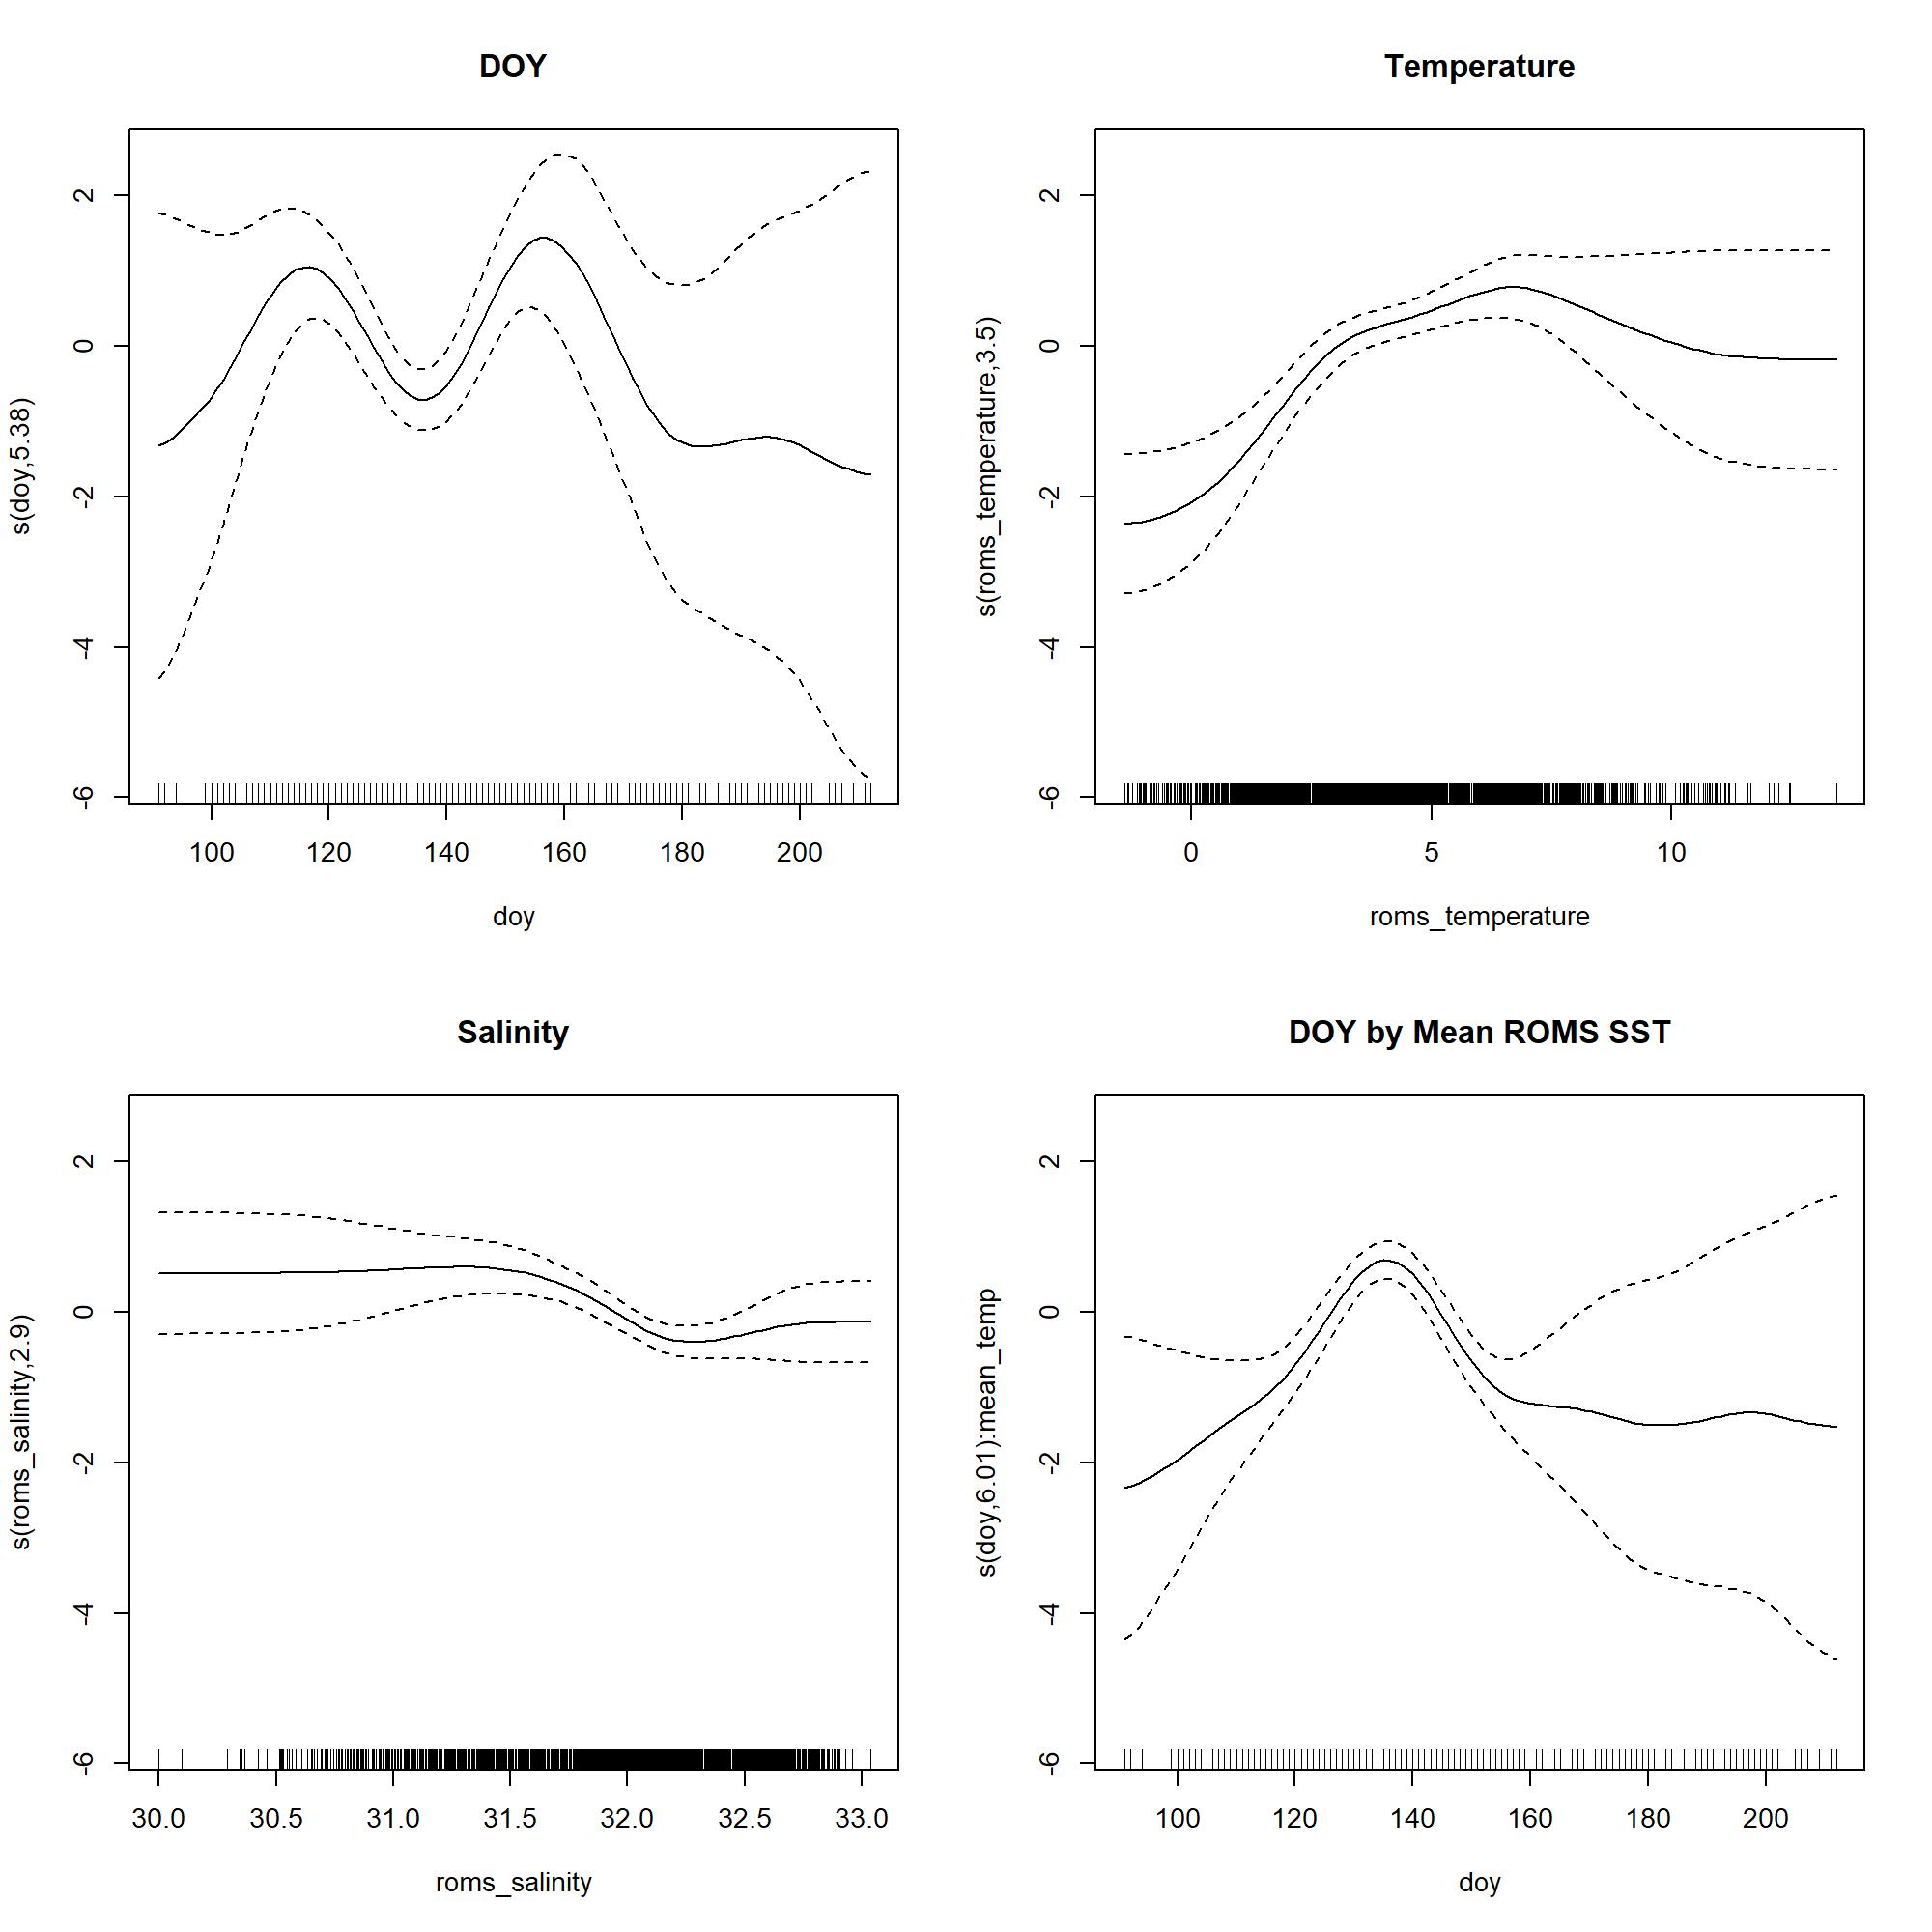 DOY
s(doy,5.38)
2
0
-2
-4
-6
100 120 140 160 180 200
doy
Temperature
s(roms_temperature,3.5)
2
0
-2
-4
-6
0 5 10
roms_temperature
Salinity
s(roms_salinity,2.9)
2
0
-2
-4
-6
30.0 30.5 31.0 31.5 32.0 32.5 33.0
roms_salinity
DOY by Mean ROMS SST
s(doy,6.01):mean_temp
2
0
-2
-4
-6
100 120 140 160 180 200
doy